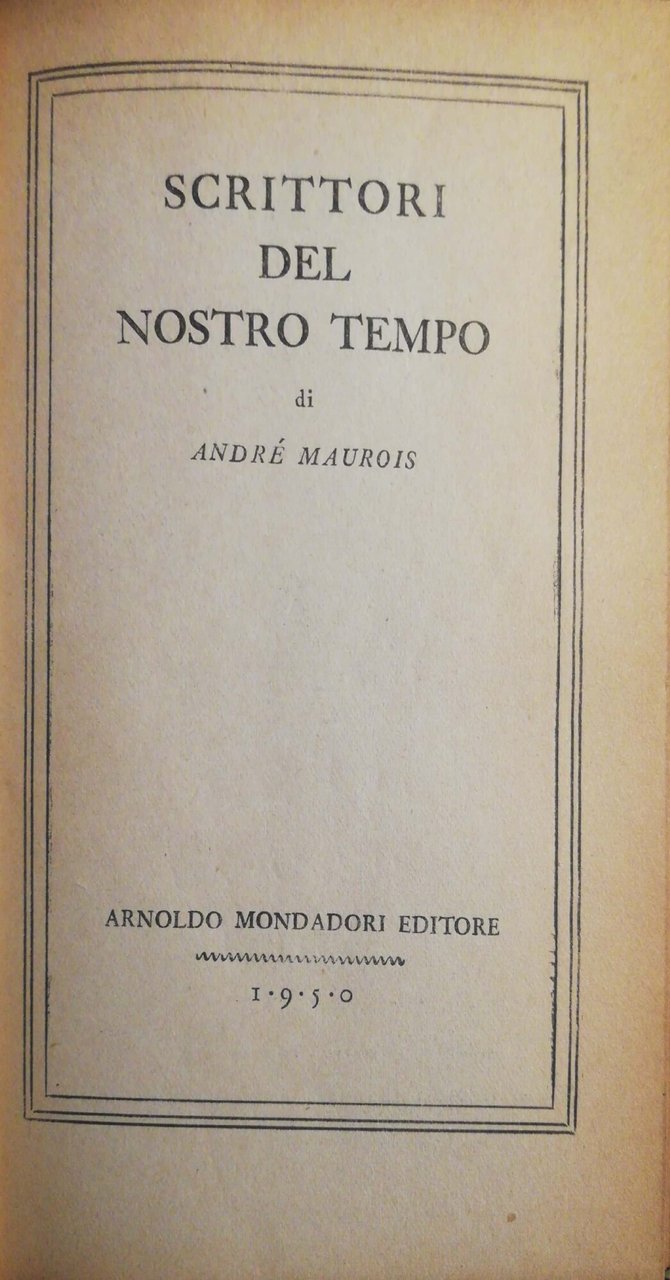 SCRITTORI
DEL
NOSTRO TEMPO
di
ANDRÉ MAUROIS
ARNOLDO MONDADORI EDITORE
1·9·5·0